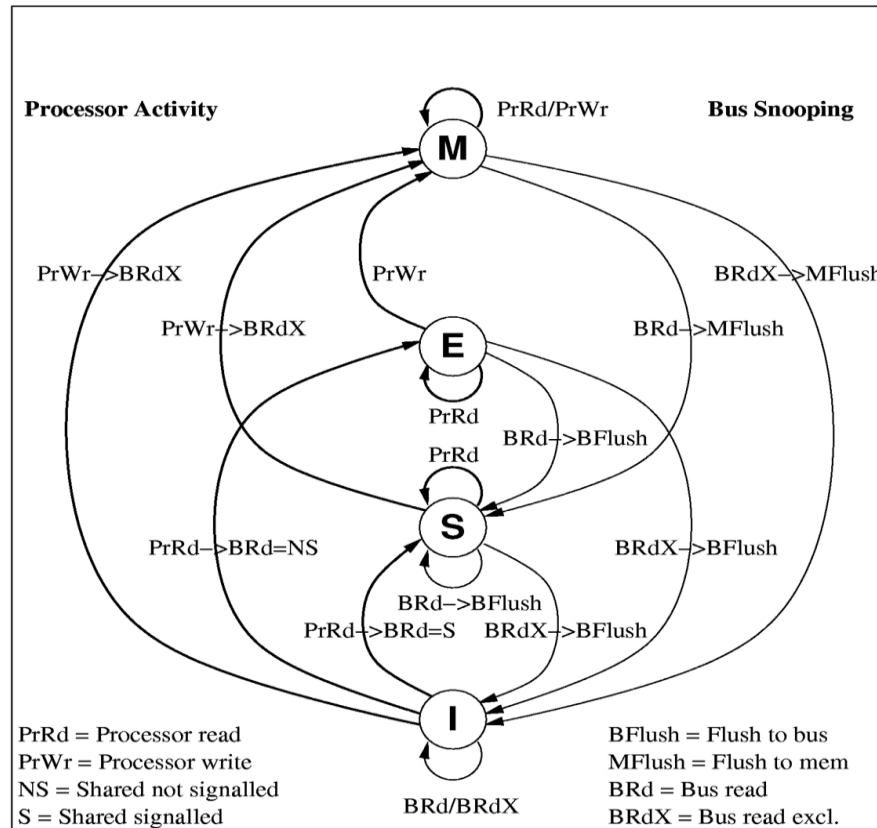 PrRd/PrWr
Processor Activity
Bus Snooping
M
PrWr
PrWr–>BRdX
BRdX–>MFlush
PrWr–>BRdX
BRd–>MFlush
E
PrRd
BRd–>BFlush
PrRd
S
PrRd–>BRd=NS
BRdX–>BFlush
BRd–>BFlush
PrRd–>BRd=S
BRdX–>BFlush
I
PrRd = Processor read
PrWr = Processor write
NS = Shared not signalled
S = Shared signalled
BRd/BRdX
BFlush = Flush to bus
MFlush = Flush to mem
BRd = Bus read
BRdX = Bus read excl.